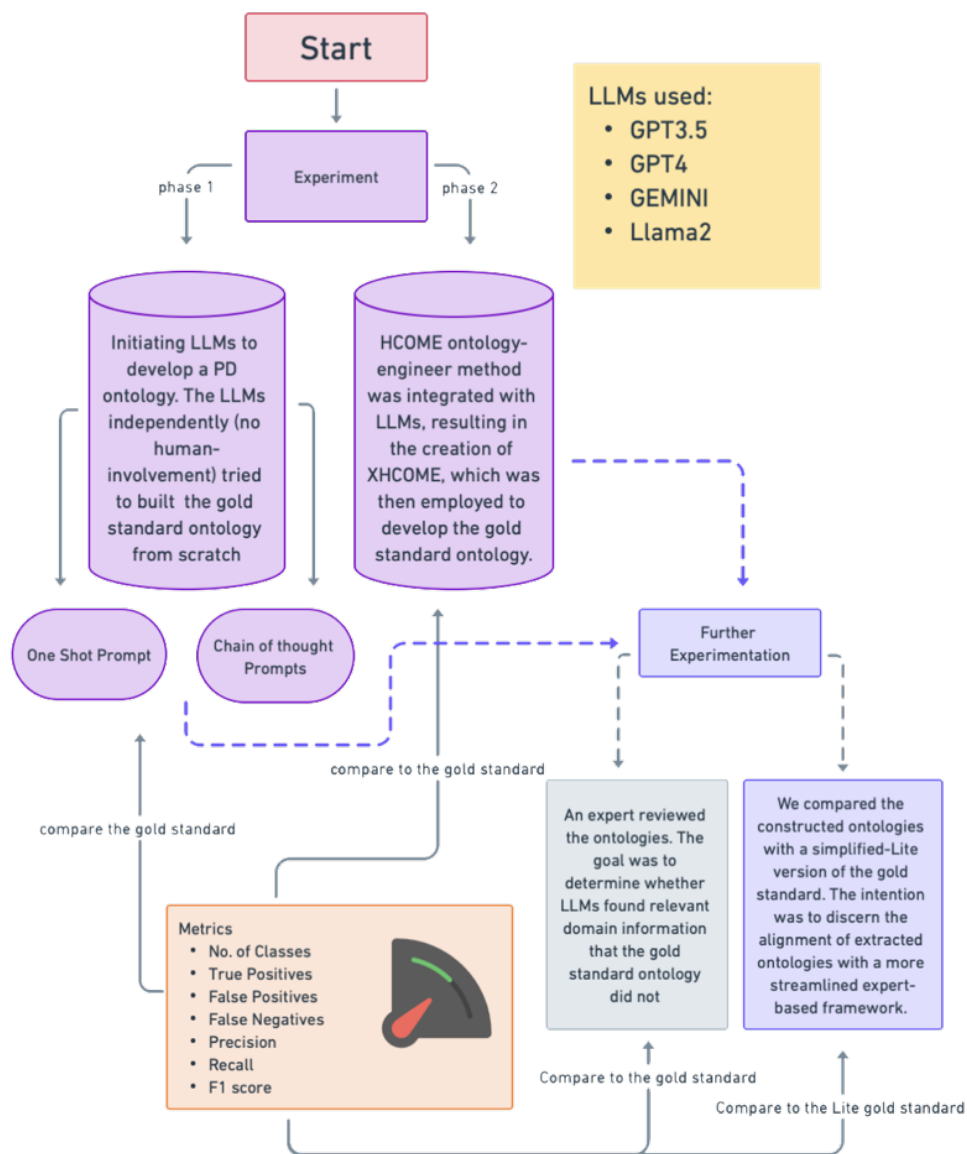 Start
LLMs used:
• GPT3.5
• GPT4
• GEMINI
• Llama2
Experiment
phase 1
phase 2
Initiating LLMs to
develop a PD
ontology. The LLMs
independently (no
human-
involvement) tried
to built the gold
standard ontology
from scratch
HCOME ontology-
engineer method
was integrated with
LLMs, resulting in
the creation of
XHCOME, which was
then employed to
develop the gold
standard ontology.
One Shot Prompt
Chain of thought
Prompts
Further
Experimentation
compare to the gold standard
compare the gold standard
An expert reviewed
the ontologies. The
goal was to
determine whether
LLMs found relevant
domain information
that the gold
standard ontology
did not
We compared the
constructed ontologies
with a simplified-Lite
version of the gold
standard. The intention
was to discern the
alignment of extracted
ontologies with a more
streamlined expert-
based framework.
Metrics
• No. of Classes
• True Positives
• False Positives
• False Negatives
• Precision
• Recall
• F1 score
Compare to the gold standard
Compare to the Lite gold standard